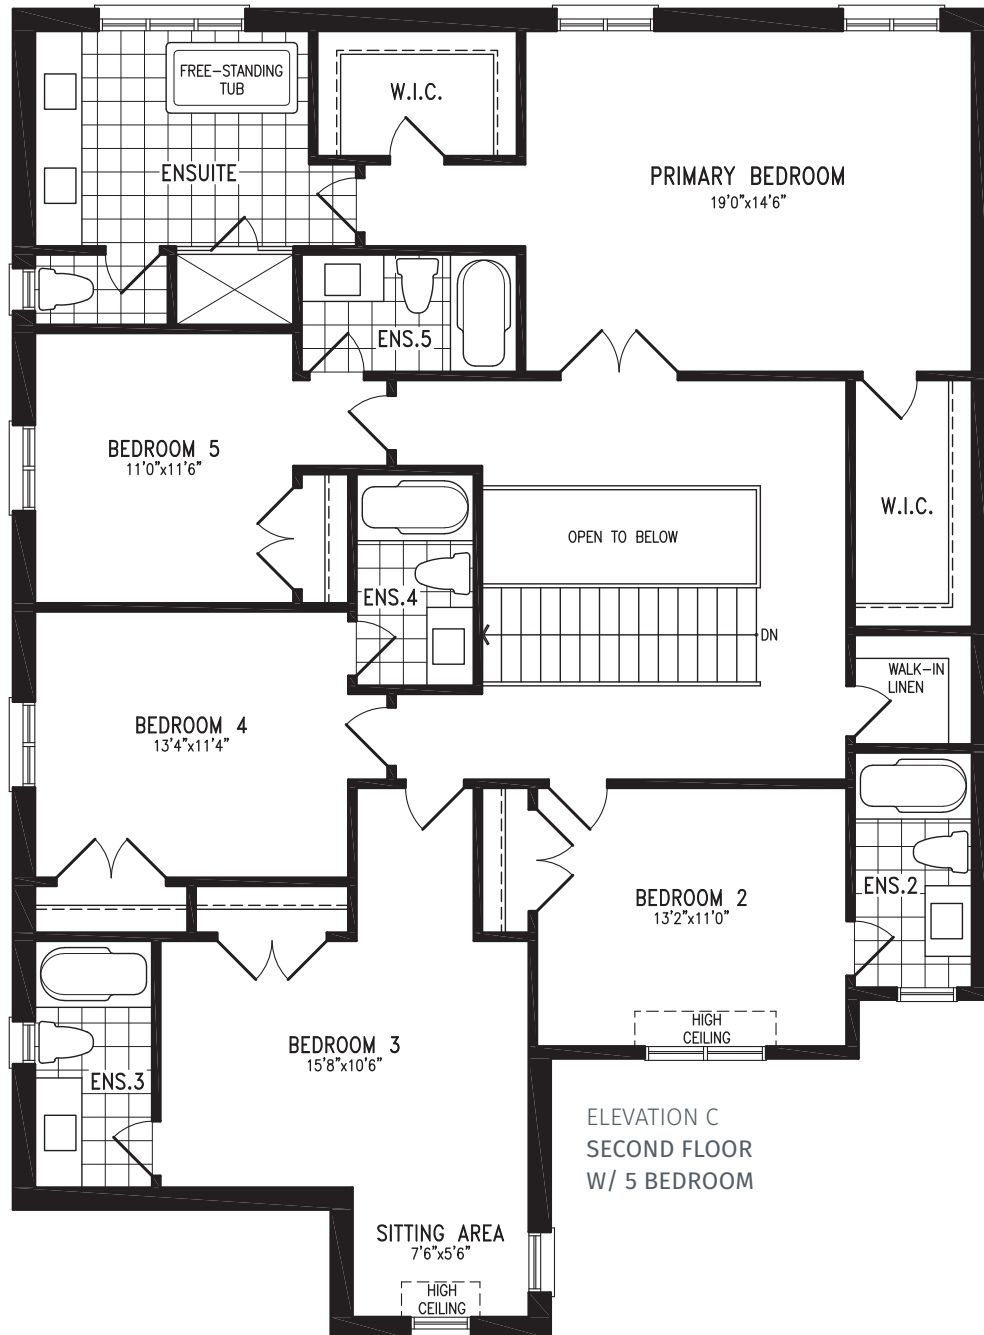 FREE-STANDING
TUB
W.I.C.
ENSUITE
PRIMARY BEDROOM
19'0"x14'6"
ENS.5
BEDROOM 5
11'0"x11'6"
W.I.C.
OPEN TO BELOW
ENS.4
DN
WALK-IN
LINEN
BEDROOM 4
13'4"x11'4"
ENS.2
BEDROOM 2
13'2"x11'0"
HIGH
CEILING
BEDROOM 3
15'8"x10'6"
ENS.3
ELEVATION C
SECOND FLOOR
W/ 5 BEDROOM
SITTING AREA
7'6"x5'6"
HIGH
CEILING